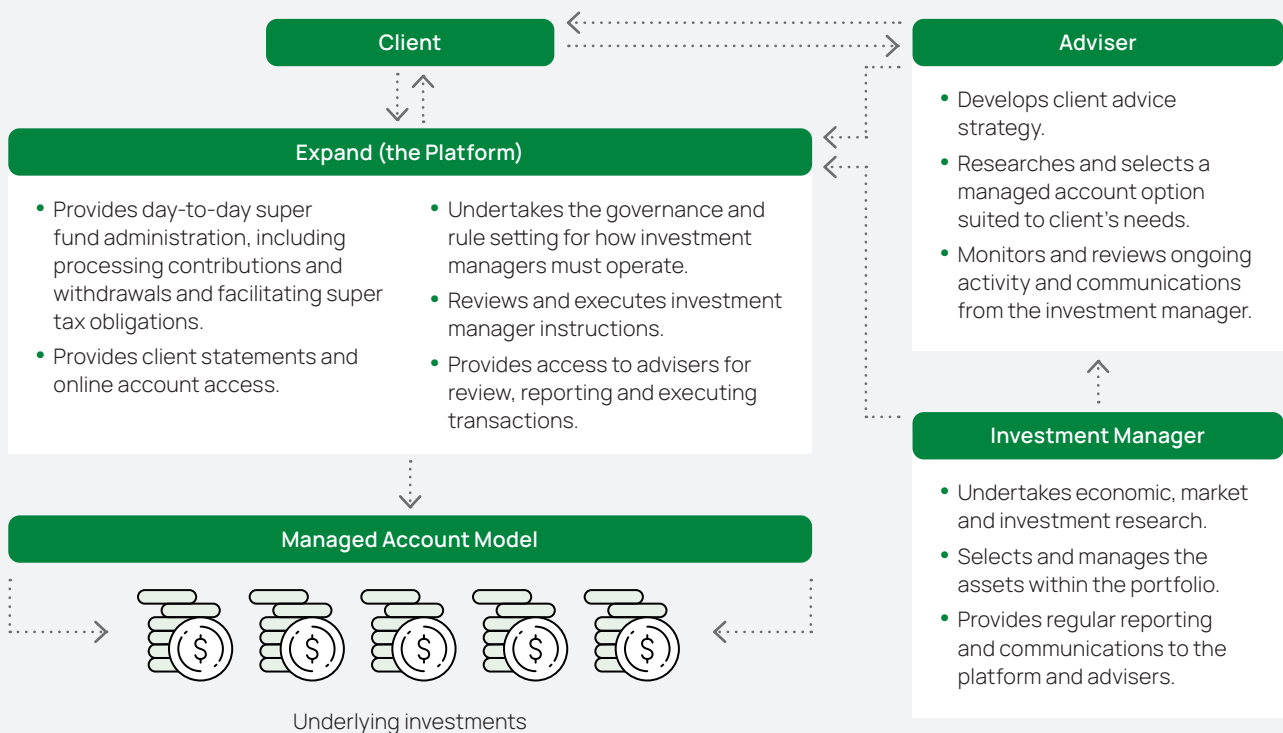 Client
Adviser
• Develops client advice
strategy.
• Researches and selects a
managed account option
suited to client's needs.
• Monitors and reviews ongoing
activity and communications
from the investment manager.
Expand (the Platform)
• Provides day-to-day super
fund administration, including
processing contributions and
withdrawals and facilitating super
tax obligations.
• Provides client statements and
online account access.
• Undertakes the governance and
rule setting for how investment
managers must operate.
• Reviews and executes investment
manager instructions.
• Provides access to advisers for
review, reporting and executing
transactions.
Investment Manager
• Undertakes economic, market
and investment research.
• Selects and manages the
assets within the portfolio.
• Provides regular reporting
and communications to the
platform and advisers.
Managed Account Model
$ $ $ $ $
Underlying investments